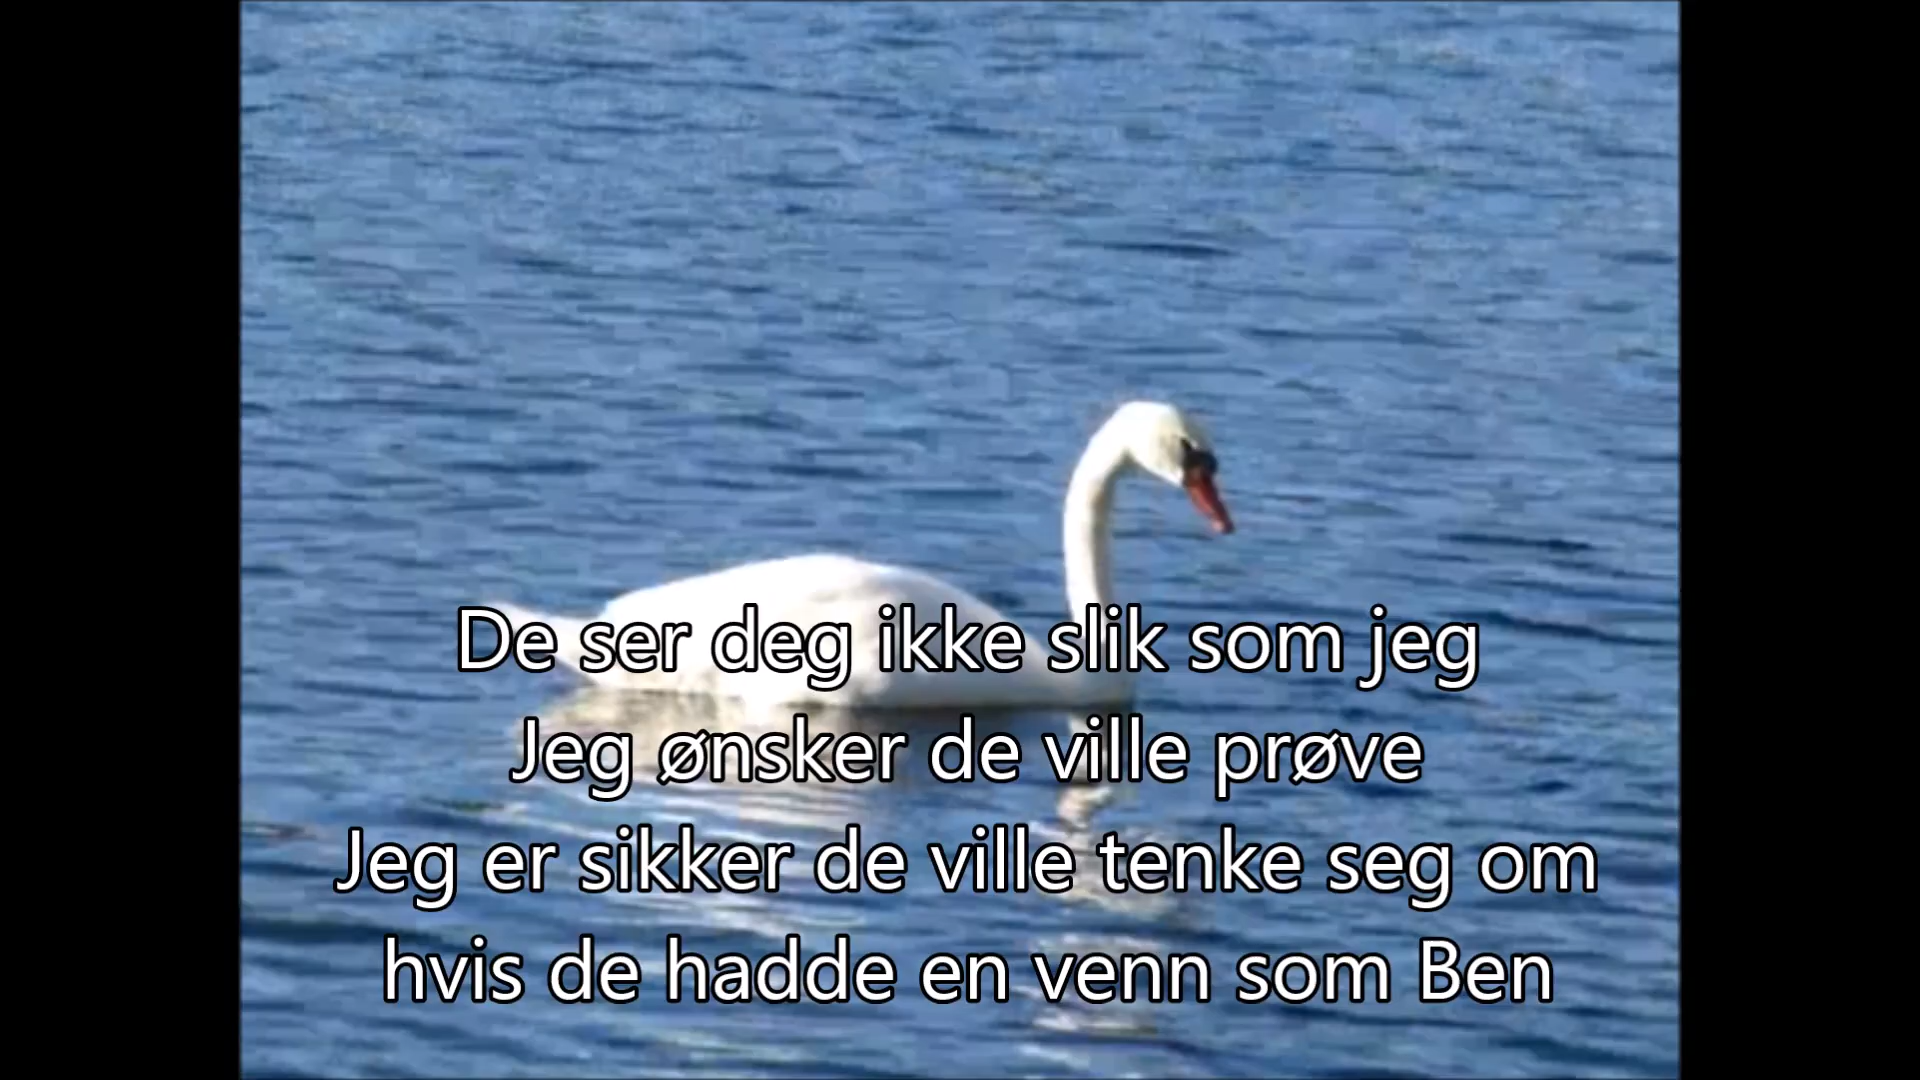 De ser deg ikke slik som jeg
Jeg ønsker de ville prøve
Jeg er sikker de ville tenke seg om
hvis de hadde en venn som Ben